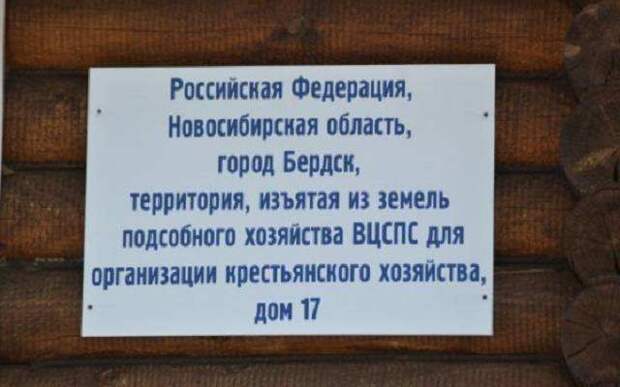 Российская Федерация,
Новосибирская область,
город Бердск,
территория, изъятая из земель
подсобного хозяйства ВЦСПС для
организации крестьянского хозяйства,
дом 17